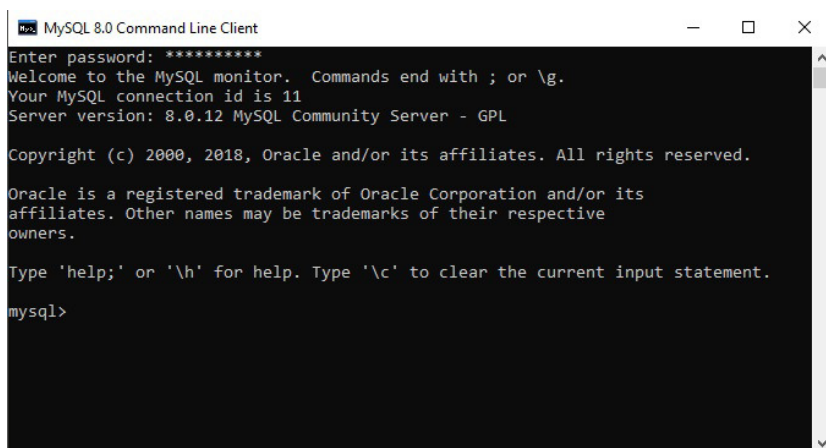 MySQL 8.0 Command Line Client
Enter password: **********
Welcome to the MySQL monitor.  Commands end with ; or \g.
Your MySQL connection id is 11
Server version: 8.0.12 MySQL Community Server - GPL
Copyright (c) 2000, 2018, Oracle and/or its affiliates. All rights reserved.
Oracle is a registered trademark of Oracle Corporation and/or its
affiliates. Other names may be trademarks of their respective
owners.
Type 'help;' or '\h' for help. Type '\c' to clear the current input statement.
mysql>